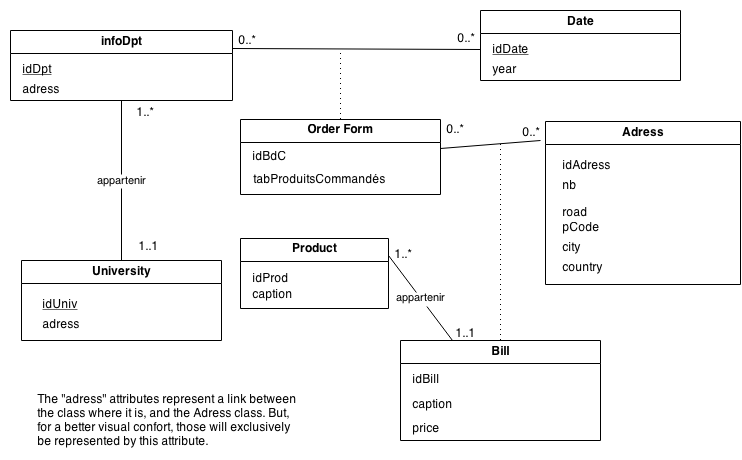 infoDpt
idDpt
adress
0..*
0..*
Date
idDate
year
1..*
appartenir
1..1
Order Form
idBdC
tabProduitsCommandés
0..*
0..*
Adress
idAdress
nb
road
pCode
city
country
University
idUniv
adress
Product
idProd
caption
1..*
appartenir
1..1
Bill
idBill
caption
price
The "adress" attributes represent a link between
the class where it is, and the Adress class. But,
for a better visual confort, those will exclusively
be represented by this attribute.